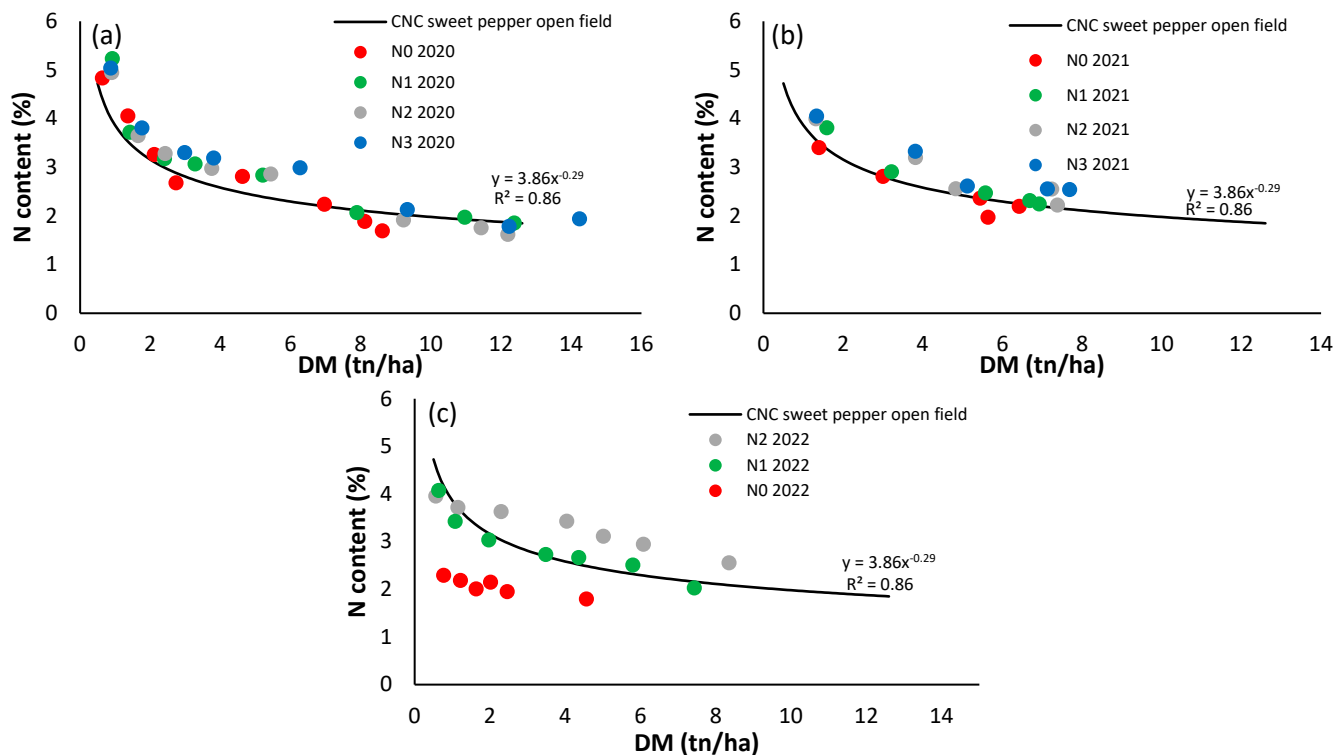 (a)
CNC sweet pepper open field
N0 2020
N1 2020
N2 2020
N3 2020
y = 3.86x^-0.29
R² = 0.86
N content (%)
6
5
4
3
2
1
0
0 2 4 6 8 10 12 14 16
DM (tn/ha)
(b)
CNC sweet pepper open field
N0 2021
N1 2021
N2 2021
N3 2021
y = 3.86x^-0.29
R² = 0.86
N content (%)
6
5
4
3
2
1
0
0 2 4 6 8 10 12 14
DM (tn/ha)
(c)
CNC sweet pepper open field
N2 2022
N1 2022
N0 2022
y = 3.86x^-0.29
R² = 0.86
N content (%)
6
5
4
3
2
1
0
0 2 4 6 8 10 12 14
DM (tn/ha)